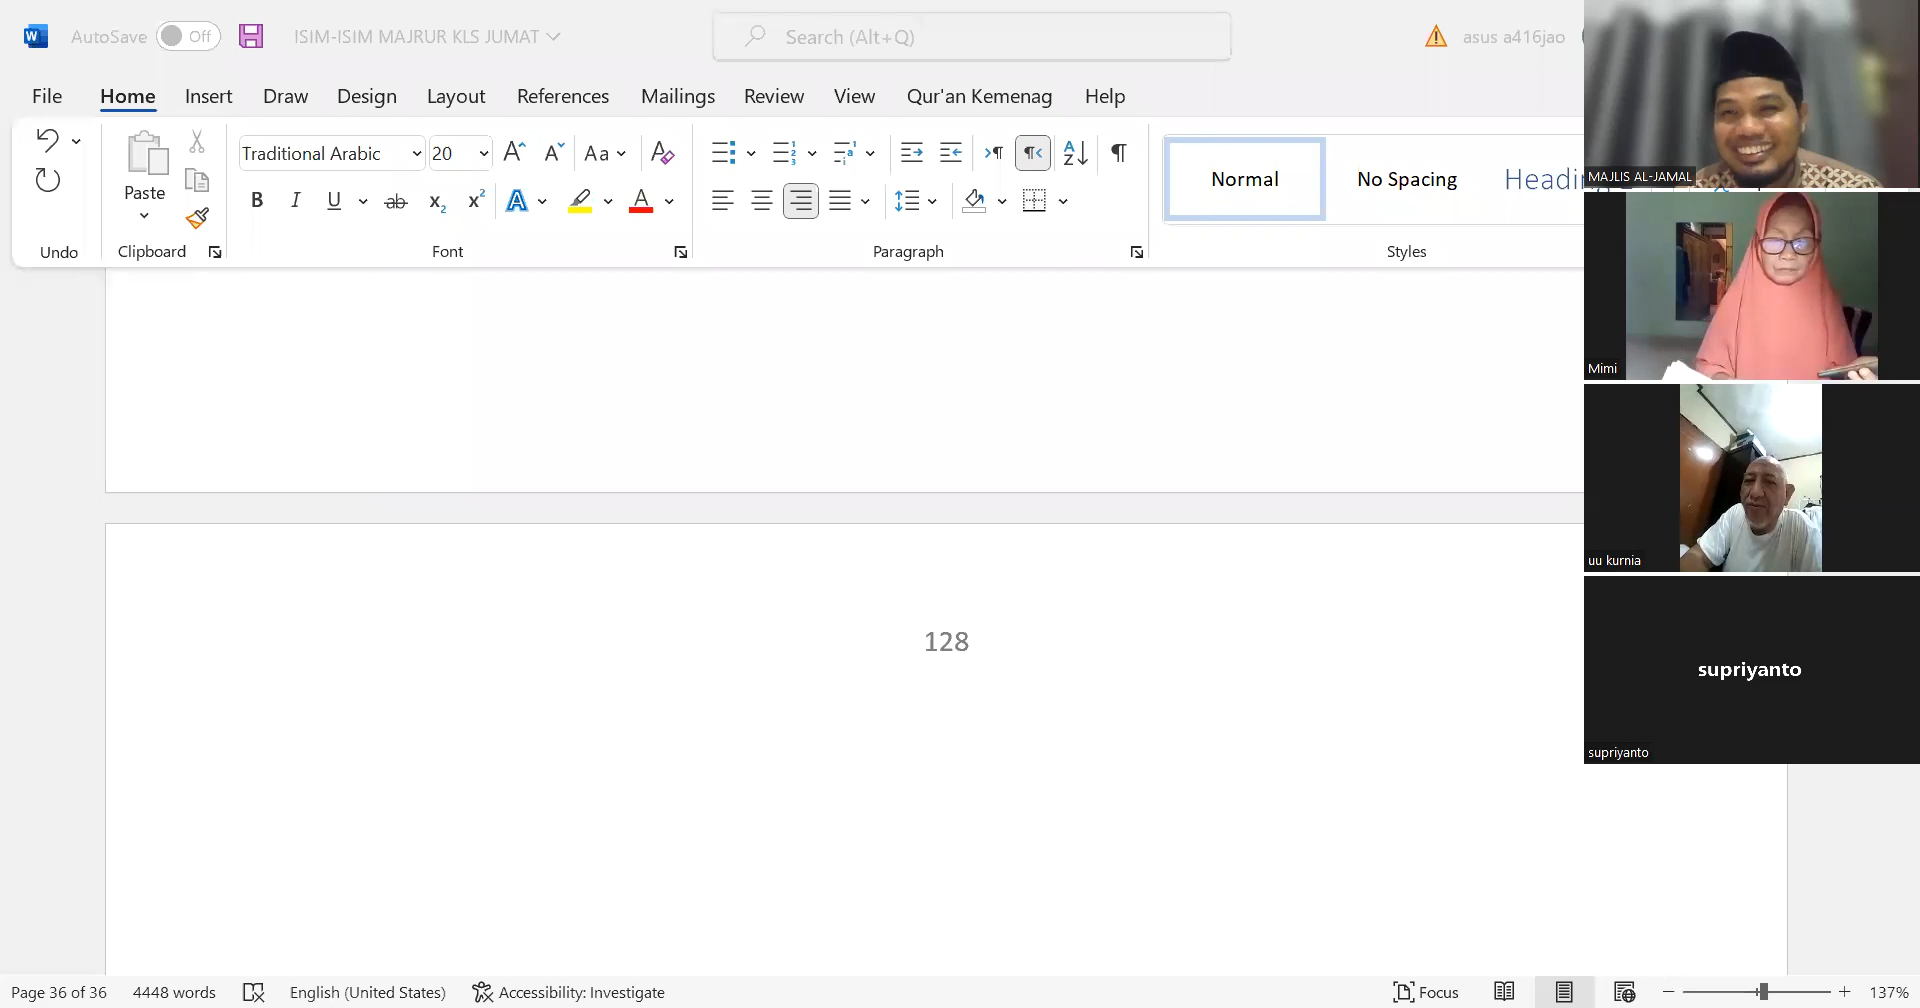 AutoSave Off ISIM-ISIM MAJRUR KLS JUMAT Search (Alt+Q) asus a416jao
File Home Insert Draw Design Layout References Mailings Review View Qur'an Kemenag Help
Paste
Traditional Arabic 20 Aa
Normal No Spacing
Undo Clipboard Font Paragraph Styles
MAJLIS AL-JAMAL
Mimi
uu kurnia
128
supriyanto
supriyanto
Page 36 of 36 4448 words English (United States) Accessibility: Investigate Focus 137%